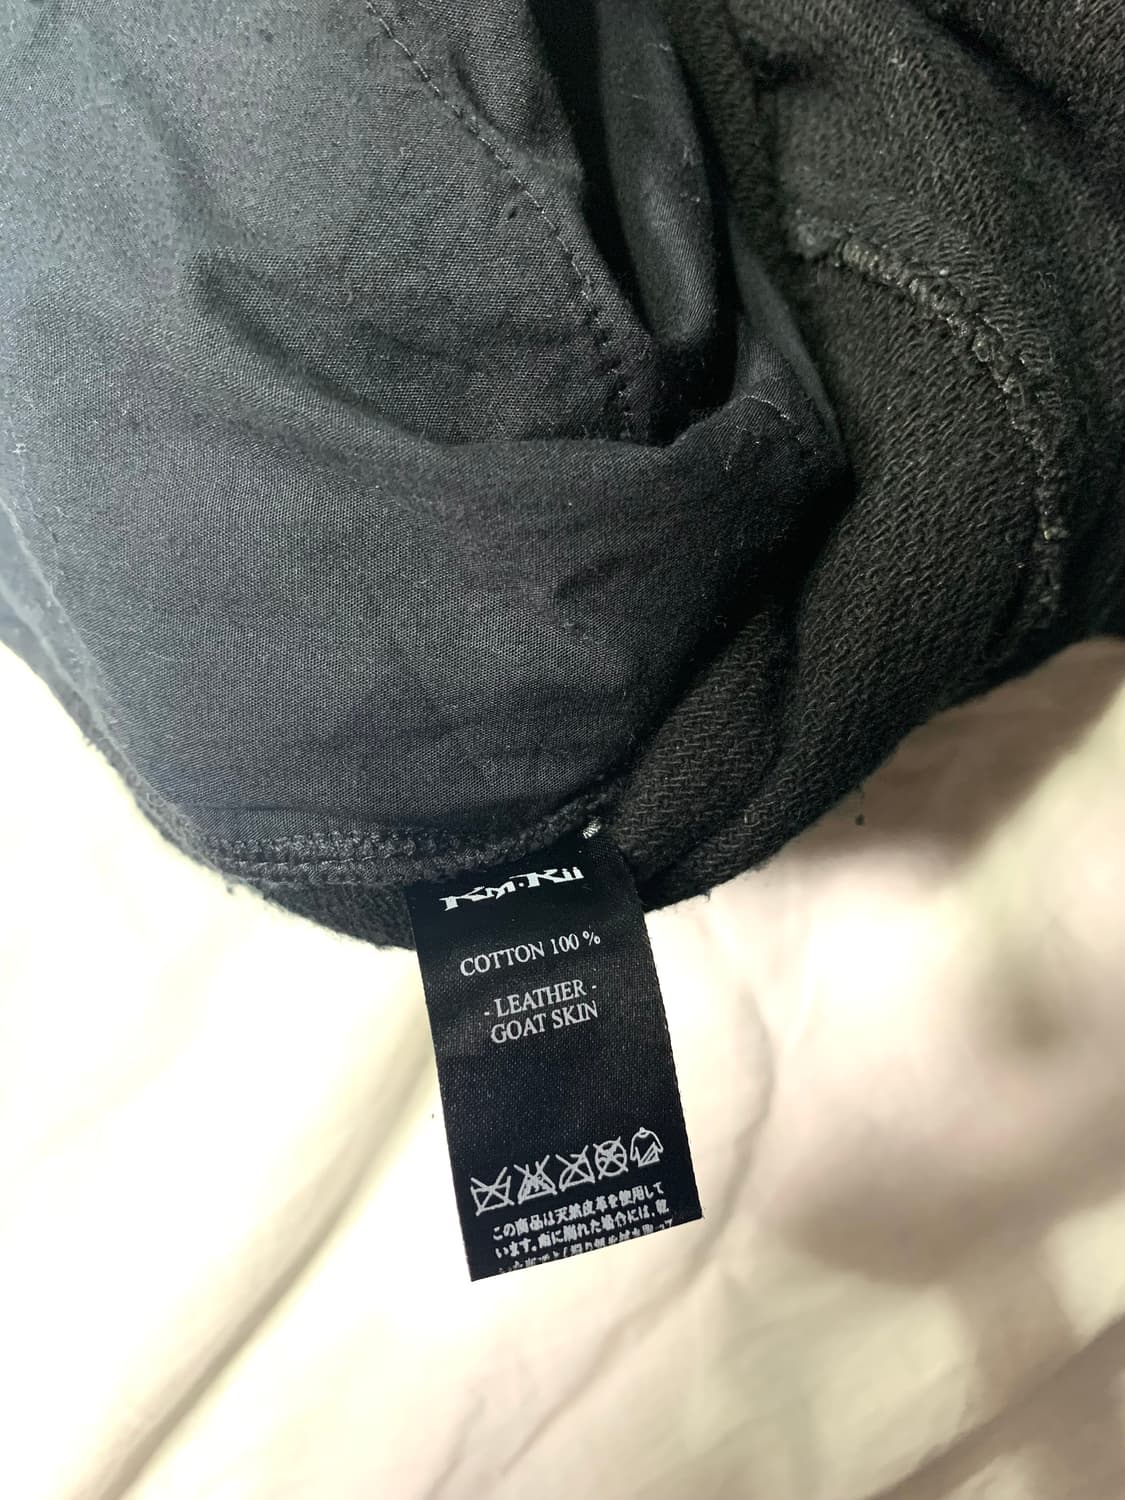 KMRii
COTTON 100 %
- LEATHER -
GOAT SKIN
この商品は天然皮革を使用して
います。雨に濡れた場合には、乾